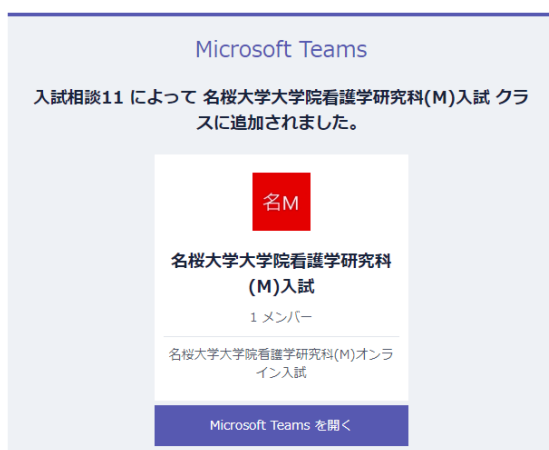 Microsoft Teams
入試相談11 によって 名桜大学大学院看護学研究科(M)入試 クラ
スに追加されました。
名M
名桜大学大学院看護学研究科
(M)入試
1 メンバー
名桜大学大学院看護学研究科(M)オンラ
イン入試
Microsoft Teams を開く